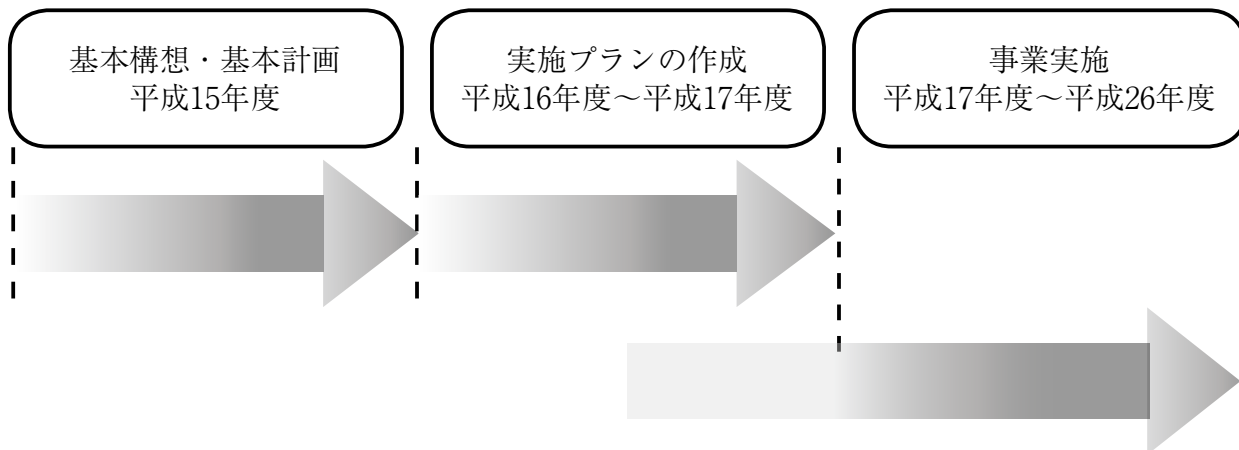 基本構想・基本計画
平成15年度
実施プランの作成
平成16年度～平成17年度
事業実施
平成17年度～平成26年度